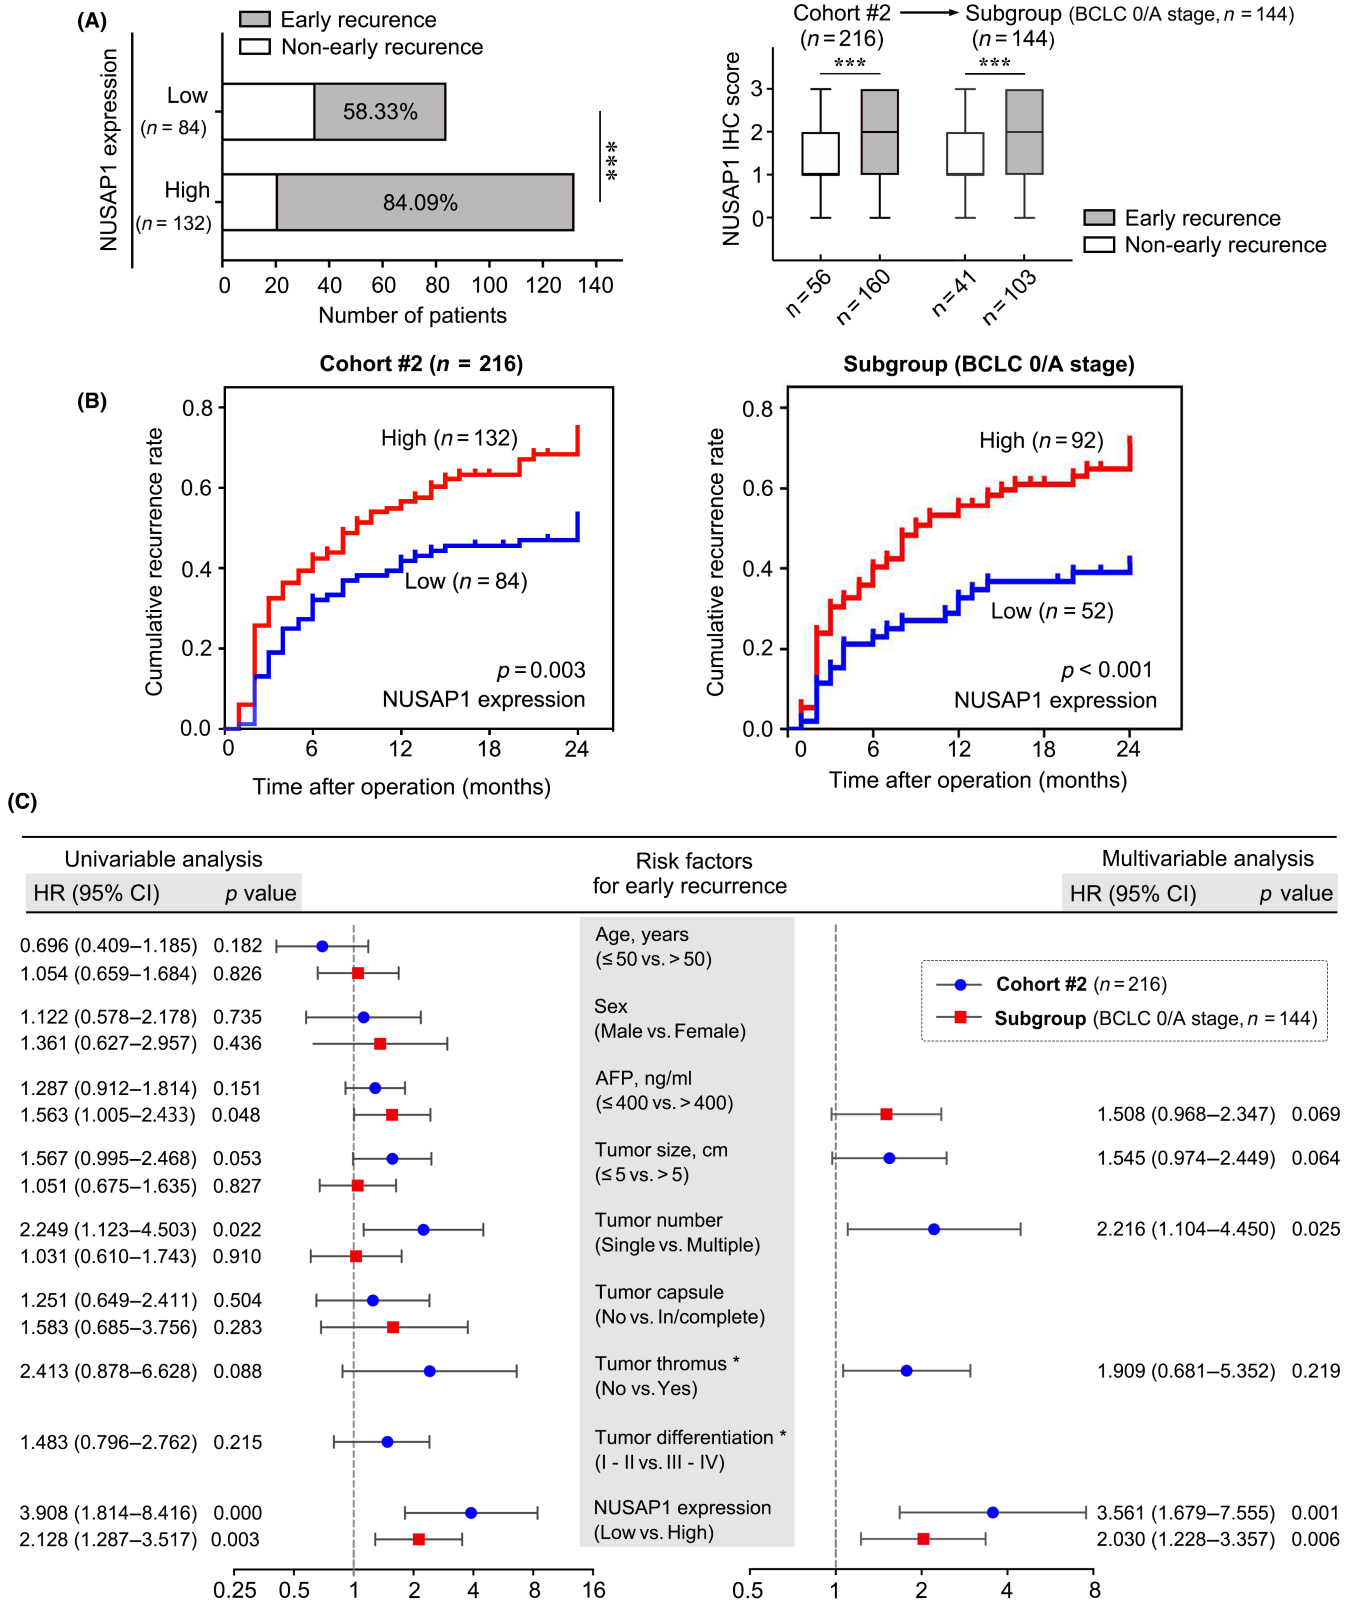 (A)
Early recurence
Non-early recurence
NUSAP1 expression
Low
(n = 84)
58.33%
High
(n = 132)
84.09%
***
0 20 40 60 80 100 120 140
Number of patients
Cohort #2 Subgroup (BCLC 0/A stage, n = 144)
(n = 216) (n = 144)
*** ***
NUSAP1 IHC score
3
2
1
0
Early recurence
Non-early recurence
n = 56 n = 160 n = 41 n = 103
(B)
Cohort #2 (n = 216)
Cumulative recurrence rate
0.8
0.6
0.4
0.2
0.0
High (n = 132)
Low (n = 84)
p = 0.003
NUSAP1 expression
0 6 12 18 24
Time after operation (months)
Subgroup (BCLC 0/A stage)
Cumulative recurrence rate
0.8
0.6
0.4
0.2
0.0
High (n = 92)
Low (n = 52)
p < 0.001
NUSAP1 expression
0 6 12 18 24
Time after operation (months)
(C)
Univariable analysis
HR (95% CI) p value
Risk factors
for early recurrence
Multivariable analysis
HR (95% CI) p value
0.696 (0.409–1.185) 0.182
1.054 (0.659–1.684) 0.826
Age, years
(≤ 50 vs. > 50)
Cohort #2 (n = 216)
Subgroup (BCLC 0/A stage, n = 144)
1.122 (0.578–2.178) 0.735
1.361 (0.627–2.957) 0.436
Sex
(Male vs. Female)
1.287 (0.912–1.814) 0.151
1.563 (1.005–2.433) 0.048
AFP, ng/ml
(≤ 400 vs. > 400)
1.508 (0.968–2.347) 0.069
1.567 (0.995–2.468) 0.053
1.051 (0.675–1.635) 0.827
Tumor size, cm
(≤ 5 vs. > 5)
1.545 (0.974–2.449) 0.064
2.249 (1.123–4.503) 0.022
1.031 (0.610–1.743) 0.910
Tumor number
(Single vs. Multiple)
2.216 (1.104–4.450) 0.025
1.251 (0.649–2.411) 0.504
1.583 (0.685–3.756) 0.283
Tumor capsule
(No vs. In/complete)
2.413 (0.878-6.628) 0.088
Tumor thromus *
(No vs. Yes)
1.909 (0.681–5.352) 0.219
1.483 (0.796–2.762) 0.215
Tumor differentiation *
(I - II vs. III - IV)
3.908 (1.814–8.416) 0.000
2.128 (1.287–3.517) 0.003
NUSAP1 expression
(Low vs. High)
3.561 (1.679–7.555) 0.001
2.030 (1.228–3.357) 0.006
0.25 0.5 1 2 4 8 16
0.5 1 2 4 8